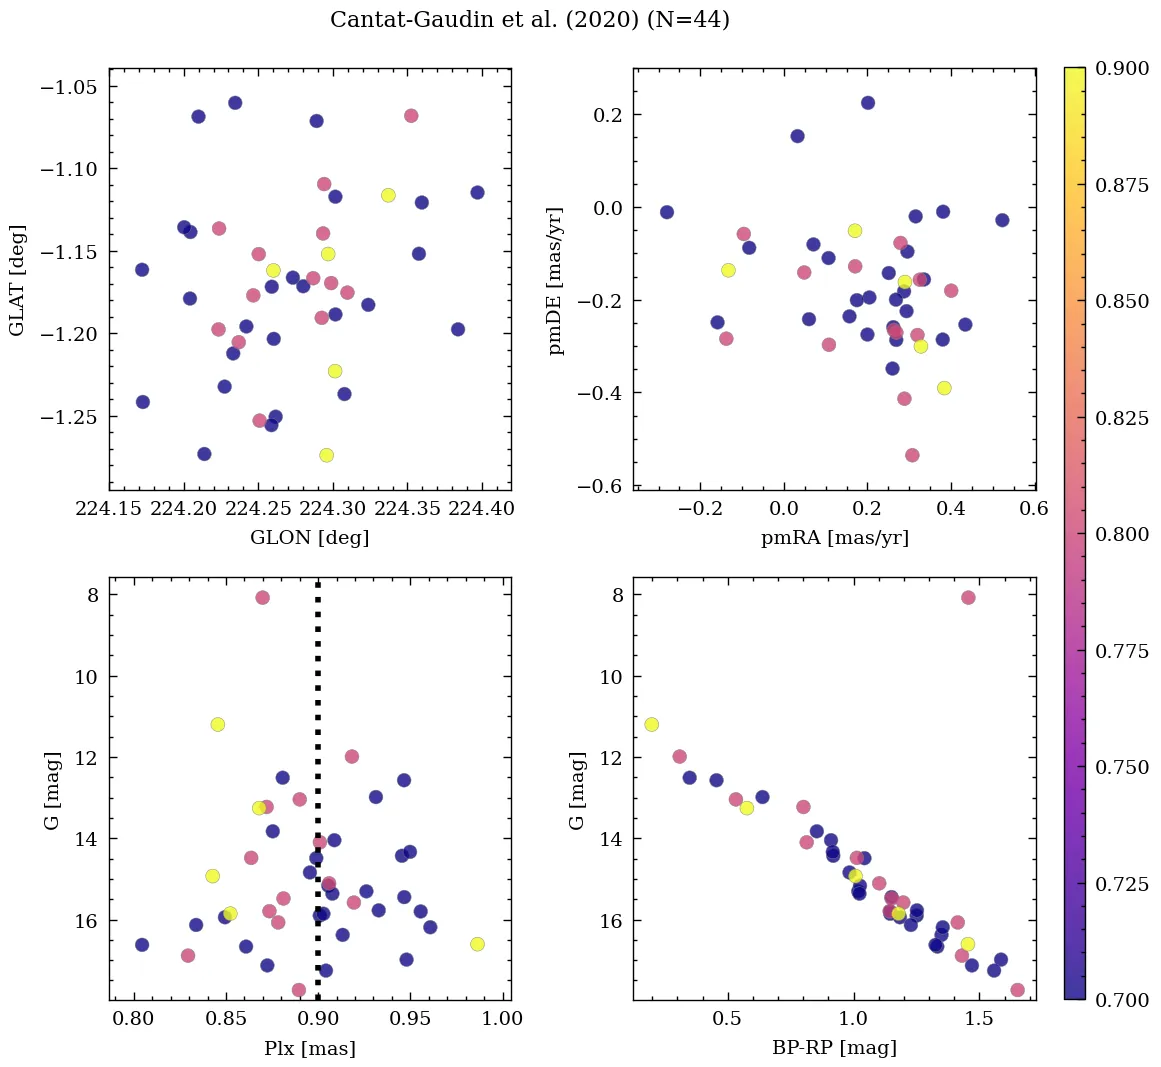 Cantat-Gaudin et al. (2020) (N=44)
−1.05
−1.10
−1.15
−1.20
−1.25
GLAT [deg]
224.15 224.20 224.25 224.30 224.35 224.40
GLON [deg]
0.2
0.0
−0.2
−0.4
−0.6
pmDE [mas/yr]
−0.2 0.0 0.2 0.4 0.6
pmRA [mas/yr]
8
10
12
14
16
G [mag]
0.80 0.85 0.90 0.95 1.00
Plx [mas]
8
10
12
14
16
G [mag]
0.5 1.0 1.5
BP-RP [mag]
0.900
0.875
0.850
0.825
0.800
0.775
0.750
0.725
0.700